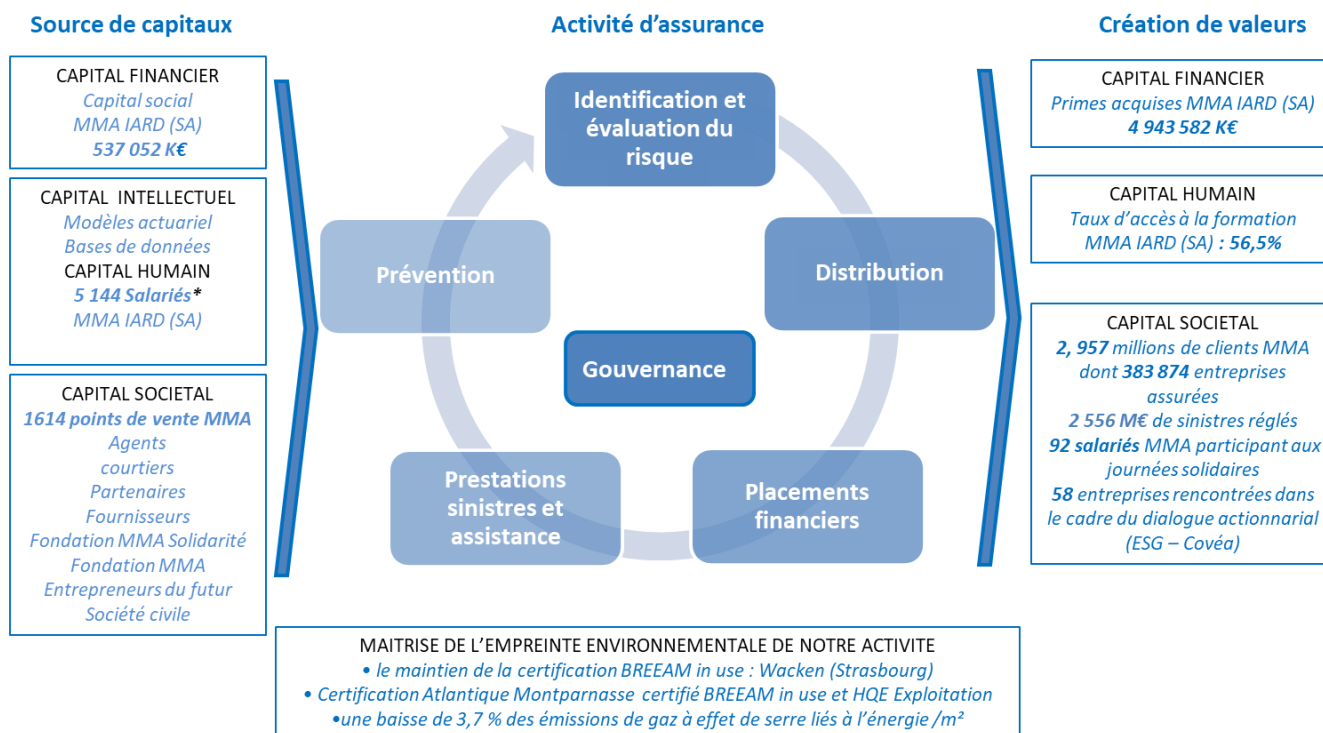 Source de capitaux
CAPITAL FINANCIER
Capital social
MMA IARD (SA)
537 052 K€
CAPITAL INTELLECTUEL
Modèles actuariel
Bases de données
CAPITAL HUMAIN
5 144 Salariés*
MMA IARD (SA)
CAPITAL SOCIETAL
1614 points de vente MMA
Agents
courtiers
Partenaires
Fournisseurs
Fondation MMA Solidarité
Fondation MMA
Entrepreneurs du futur
Société civile
Activité d’assurance
Identification et
évaluation du
risque
Distribution
Placements
financiers
Prestations
sinistres et
assistance
Prévention
Gouvernance
Création de valeurs
CAPITAL FINANCIER
Primes acquises MMA IARD (SA)
4 943 582 K€
CAPITAL HUMAIN
Taux d’accès à la formation
MMA IARD (SA) : 56,5%
CAPITAL SOCIETAL
2, 957 millions de clients MMA
dont 383 874 entreprises
assurées
2 556 M€ de sinistres réglés
92 salariés MMA participant aux
journées solidaires
58 entreprises rencontrées dans
le cadre du dialogue actionnarial
(ESG – Covéa)
MAITRISE DE L’EMPREINTE ENVIRONNEMENTALE DE NOTRE ACTIVITE
• le maintien de la certification BREEAM in use : Wacken (Strasbourg)
• Certification Atlantique Montparnasse certifié BREEAM in use et HQE Exploitation
•une baisse de 3,7 % des émissions de gaz à effet de serre liés à l’énergie /m²